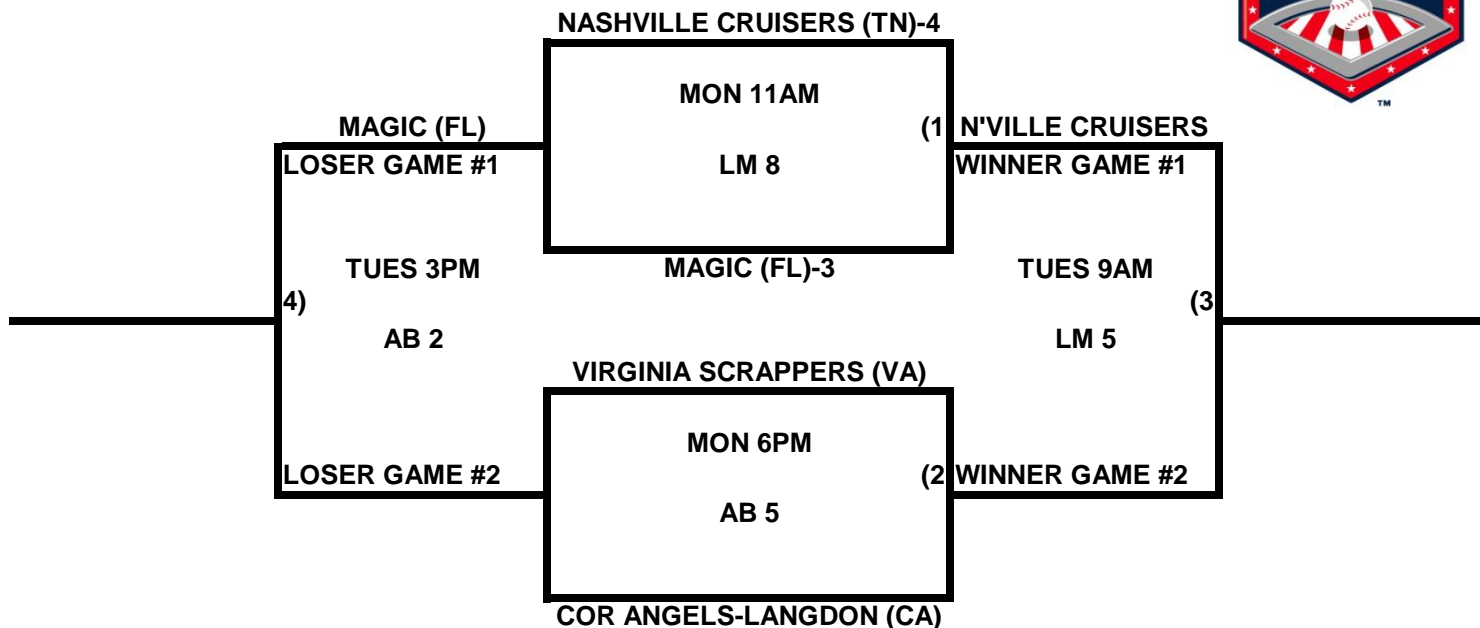 NASHVILLE CRUISERS (TN)-4
MON 11AM
MAGIC (FL)
(1 N'VILLE CRUISERS
LOSER GAME #1
LM 8
WINNER GAME #1
TUES 3PM
MAGIC (FL)-3
TUES 9AM
4)
(3
AB 2
LM 5
VIRGINIA SCRAPPERS (VA)
MON 6PM
LOSER GAME #2
(2 WINNER GAME #2
AB 5
COR ANGELS-LANGDON (CA)
TM